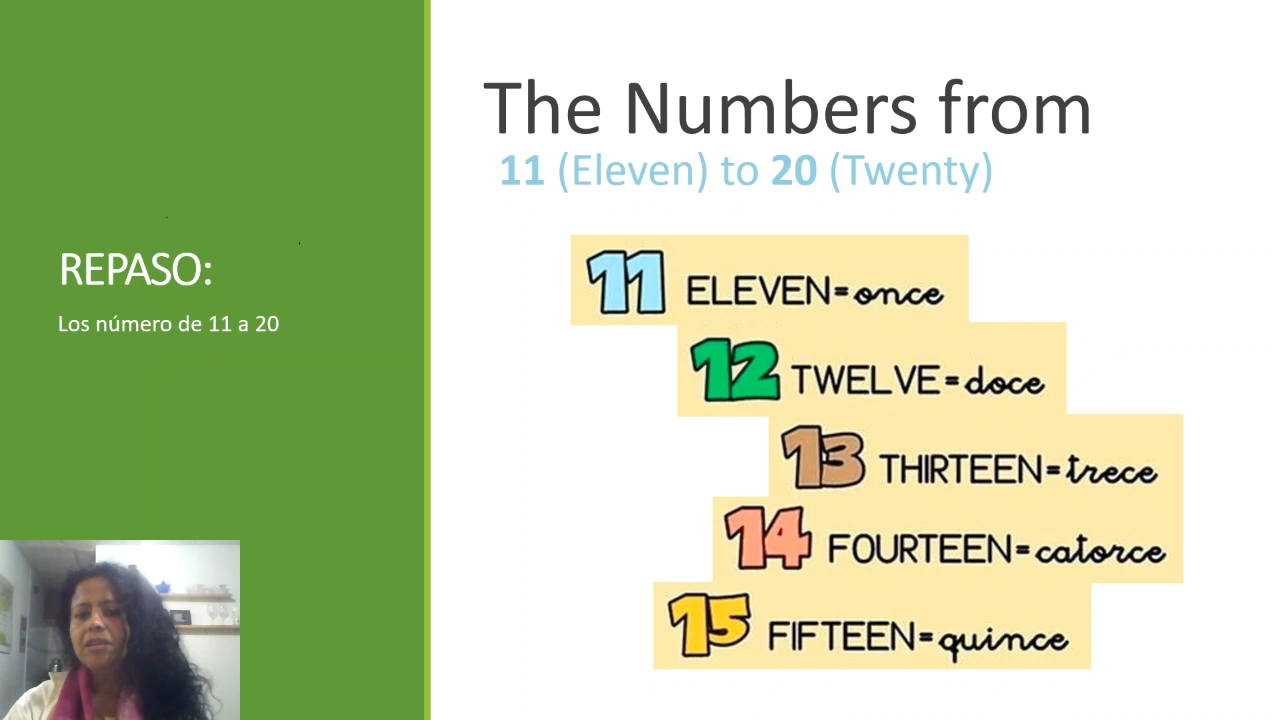 REPASO:
Los número de 11 a 20
The Numbers from
11 (Eleven) to 20 (Twenty)
11 ELEVEN=once
12 TWELVE=doce
13 THIRTEEN=trece
14 FOURTEEN=catorce
15 FIFTEEN=quince